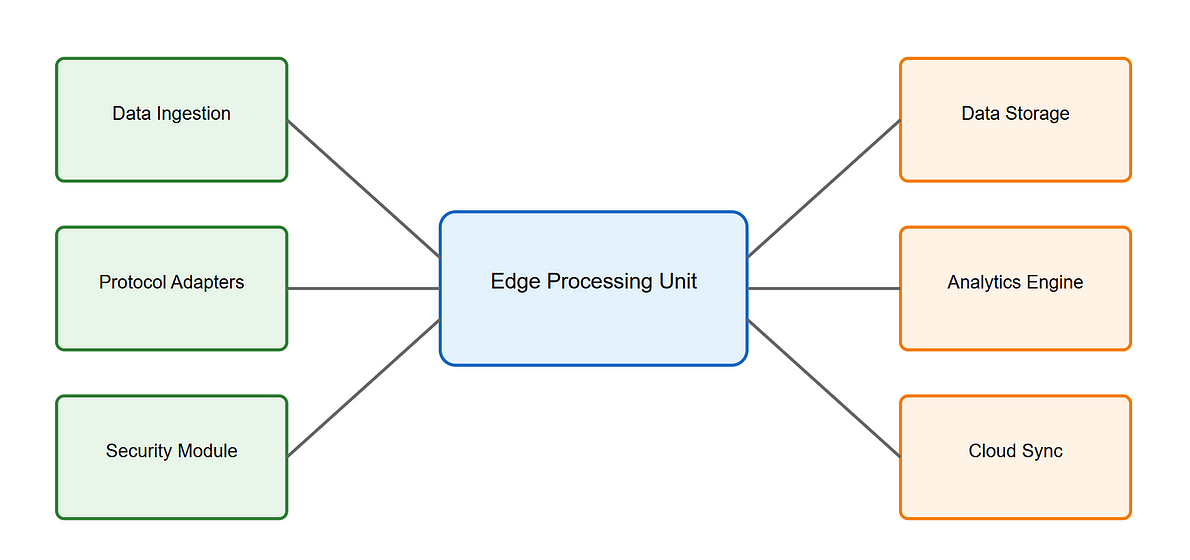 Data Ingestion
Data Storage
Protocol Adapters
Edge Processing Unit
Analytics Engine
Security Module
Cloud Sync